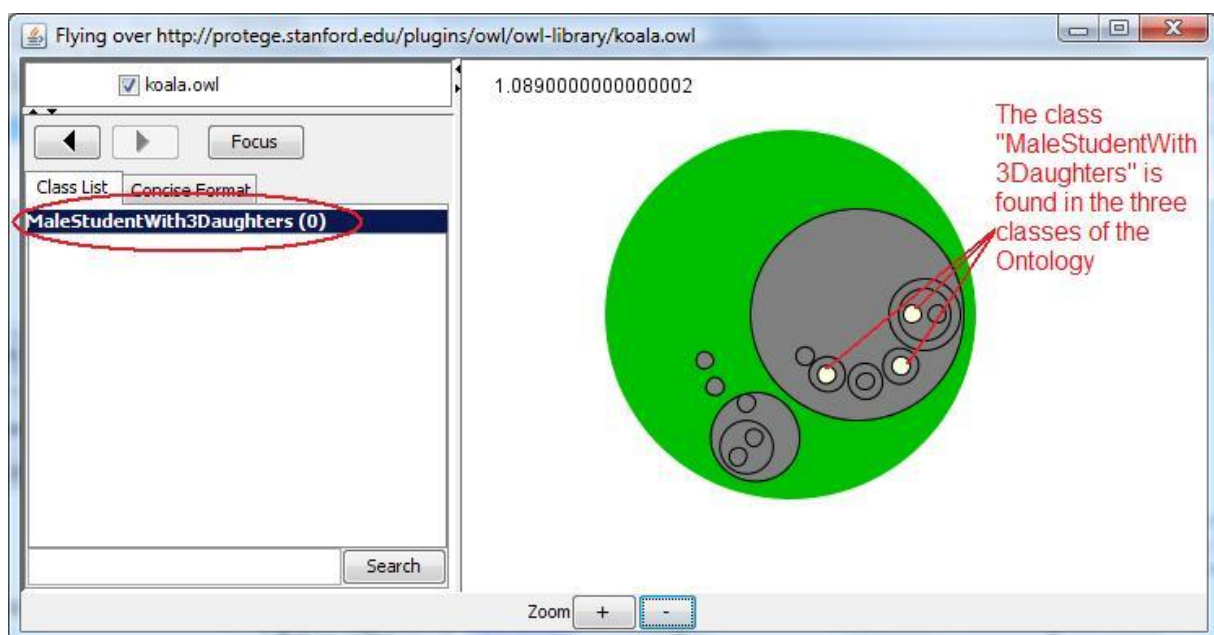 Flying over http://protege.stanford.edu/plugins/owl/owl-library/koala.owl
koala.owl
1.0890000000000002
Focus
Class List
Concise Format
MaleStudentWith3Daughters (0)
The class
"MaleStudentWith
3Daughters" is
found in the three
classes of the
Ontology
Search
Zoom + -